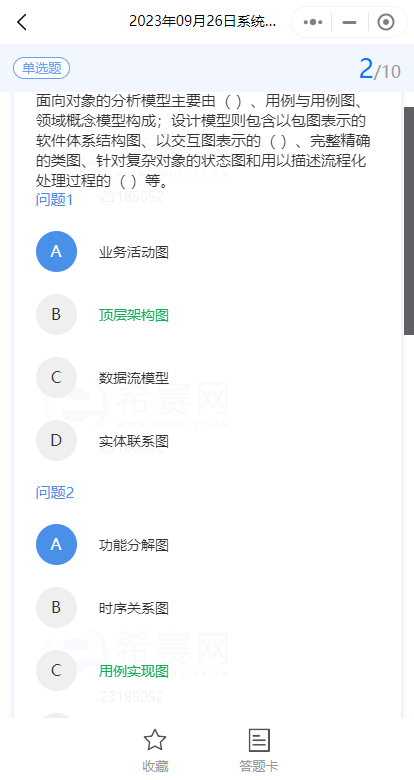 2023年09月26日系统...
单选题
2/10
面向对象的分析模型主要由（ ）、用例与用例图、
领域概念模型构成；设计模型则包含以包图表示的
软件体系结构图、以交互图表示的（ ）、完整精确
的类图、针对复杂对象的状态图和用以描述流程化
处理过程的（ ）等。
23185052
问题1
A 业务活动图
B 顶层架构图
C 数据流模型
希赛网
D 实体联系图
问题2
A 功能分解图
B 时序关系图
希赛网
C 用例实现图
23185052
收藏
答题卡